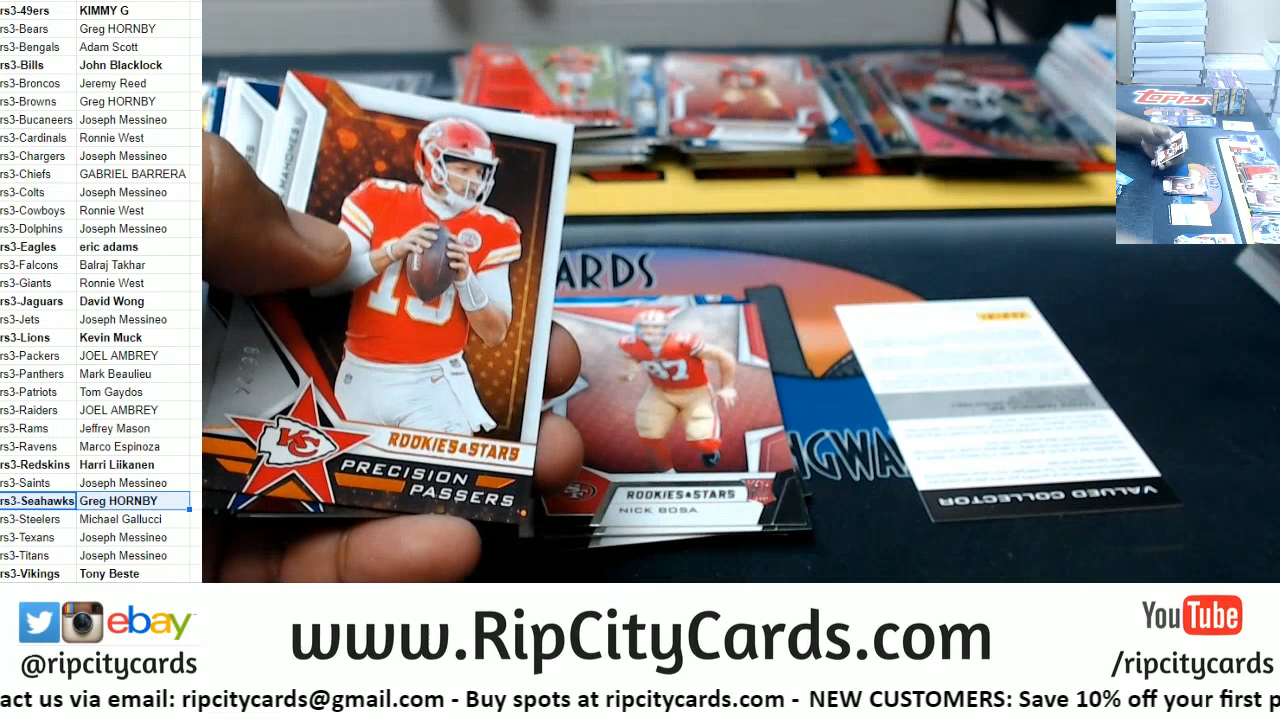 rs3-49ers KIMMY G
rs3-Bears Greg HORNBY
rs3-Bengals Adam Scott
rs3-Bills John Blacklock
rs3-Broncos Jeremy Reed
rs3-Browns Greg HORNBY
rs3-Bucaneers Joseph Messineo
rs3-Cardinals Ronnie West
rs3-Chargers Joseph Messineo
rs3-Chiefs GABRIEL BARRERA
rs3-Colts Joseph Messineo
rs3-Cowboys Ronnie West
rs3-Dolphins Joseph Messineo
rs3-Eagles eric adams
rs3-Falcons Balraj Takhar
rs3-Giants Ronnie West
rs3-Jaguars David Wong
rs3-Jets Joseph Messineo
rs3-Lions Kevin Muck
rs3-Packers JOEL AMBREY
rs3-Panthers Mark Beaulieu
rs3-Patriots Tom Gaydos
rs3-Raiders JOEL AMBREY
rs3-Rams Jeffrey Mason
rs3-Ravens Marco Espinoza
rs3-Redskins Harri Liikanen
rs3-Saints Joseph Messineo
rs3-Seahawks Greg HORNBY
rs3-Steelers Michael Gallucci
rs3-Texans Joseph Messineo
rs3-Titans Joseph Messineo
rs3-Vikings Tony Beste
MAHOMES II
15
KC
ROOKIES&STARS
PRECISION
PASSERS
ARDS
97
ROOKIES&STARS
NICK BOSA
NGWA
PANINI
VALUED COLLECTOR
Topps
ebay
@ripcitycards
www.RipCityCards.com
YouTube
/ripcitycards
act us via email: ripcitycards@gmail.com - Buy spots at ripcitycards.com - NEW CUSTOMERS: Save 10% off your first p